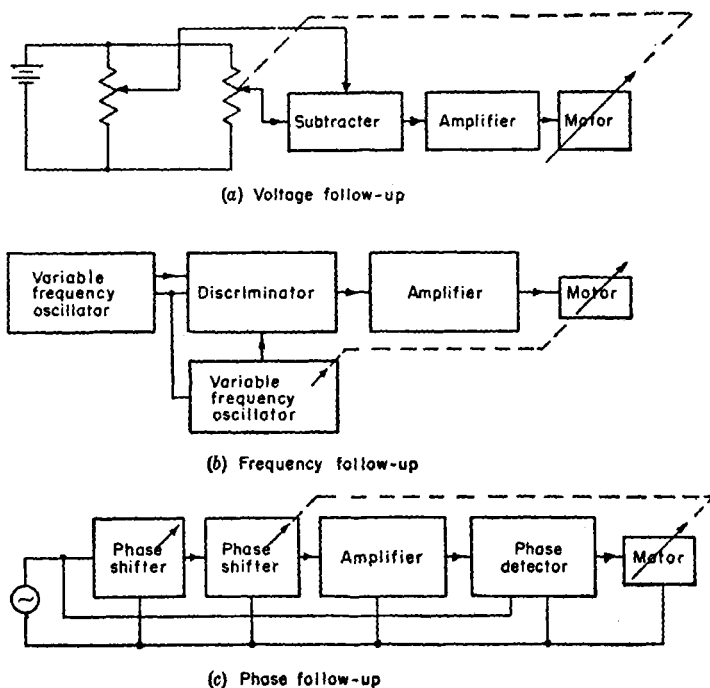 Subtracter
Amplifier
Motor
(a) Voltage follow-up
Variable
frequency
oscillator
Discriminator
Amplifier
Motor
Variable
frequency
oscillator
(b) Frequency follow-up
Phase
shifter
Phase
shifter
Amplifier
Phase
detector
Motor
(c) Phase follow-up